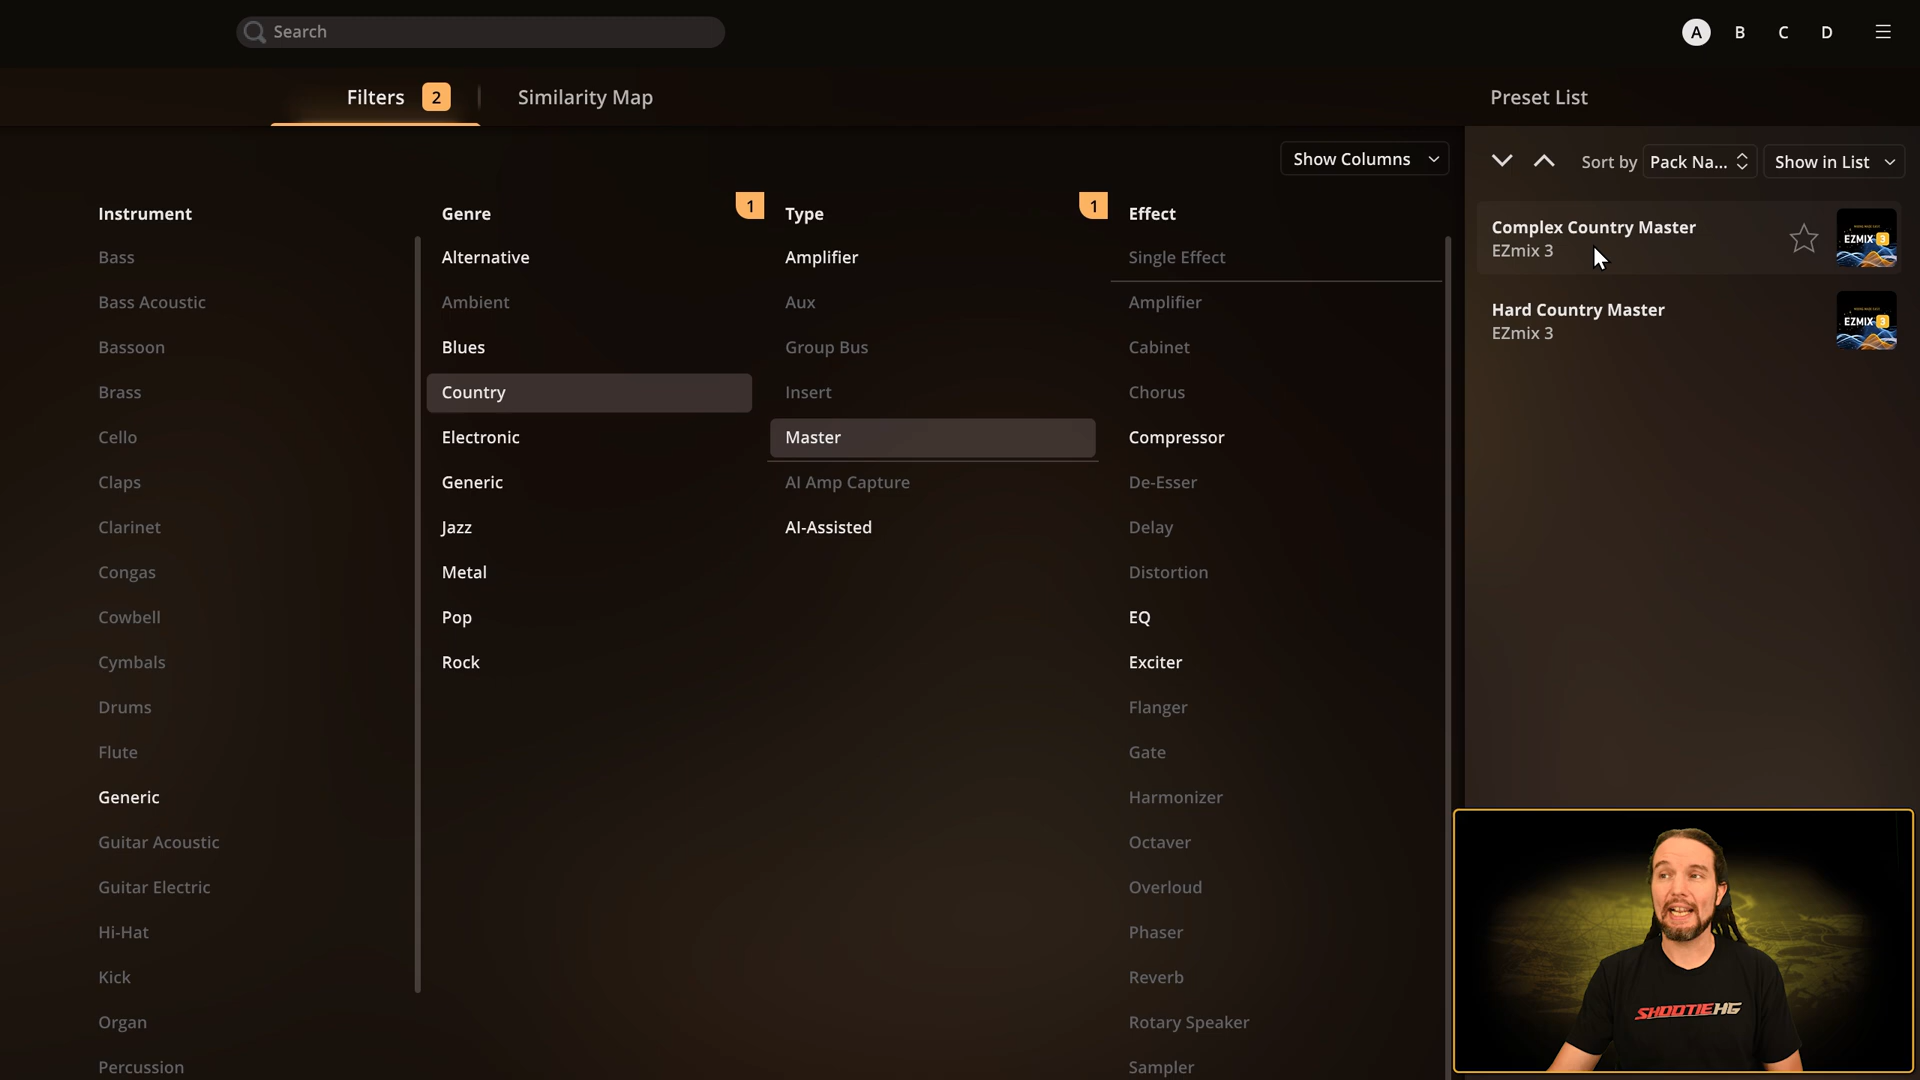 Search
A B C D
Filters 2
Similarity Map
Preset List
Show Columns
Sort by Pack Na... Show in List
Instrument
Bass
Bass Acoustic
Bassoon
Brass
Cello
Claps
Clarinet
Congas
Cowbell
Cymbals
Drums
Flute
Generic
Guitar Acoustic
Guitar Electric
Hi-Hat
Kick
Organ
Percussion
Genre 1
Alternative
Ambient
Blues
Country
Electronic
Generic
Jazz
Metal
Pop
Rock
Type 1
Amplifier
Aux
Group Bus
Insert
Master
AI Amp Capture
AI-Assisted
Effect
Single Effect
Amplifier
Cabinet
Chorus
Compressor
De-Esser
Delay
Distortion
EQ
Exciter
Flanger
Gate
Harmonizer
Octaver
Overloud
Phaser
Reverb
Rotary Speaker
Sampler
Complex Country Master
EZmix 3
EZMIX 3
Hard Country Master
EZmix 3
EZMIX 3
SHOOTIEHG